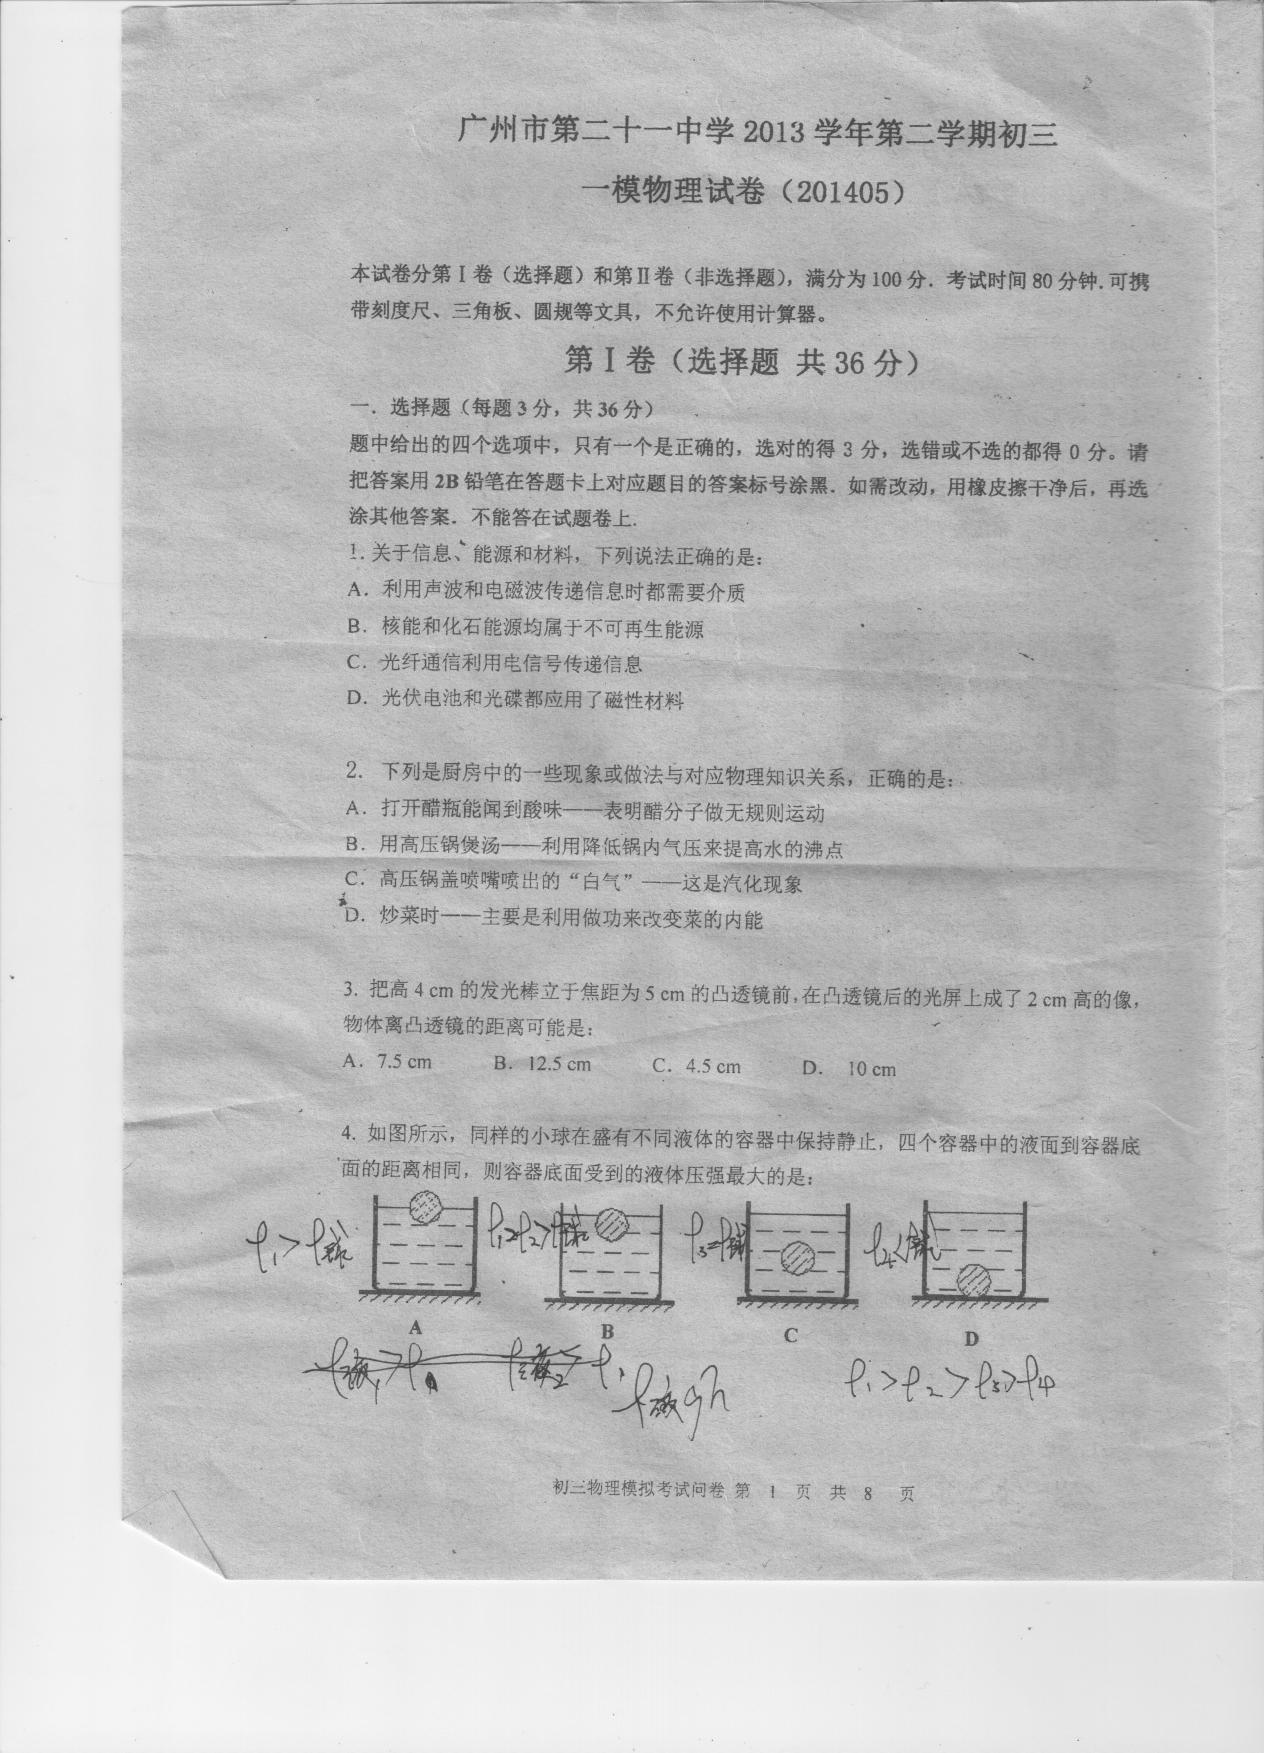 广州市第二十一中学2013学年第二学期初三
一模物理试卷（201405）
本试卷分第Ⅰ卷（选择题）和第Ⅱ卷（非选择题），满分为100分．考试时间80分钟.可携
带刻度尺、三角板、圆规等文具，不允许使用计算器。
第Ⅰ卷（选择题 共36分）
一．选择题（每题3分，共36分）
题中给出的四个选项中，只有一个是正确的，选对的得3分，选错或不选的都得0分。请
把答案用2B铅笔在答题卡上对应题目的答案标号涂黑．如需改动，用橡皮擦干净后，再选
涂其他答案．不能答在试题卷上.
1.关于信息、能源和材料，下列说法正确的是：
A．利用声波和电磁波传递信息时都需要介质
B．核能和化石能源均属于不可再生能源
C．光纤通信利用电信号传递信息
D．光伏电池和光碟都应用了磁性材料
2．下列是厨房中的一些现象或做法与对应物理知识关系，正确的是：
A．打开醋瓶能闻到酸味——表明醋分子做无规则运动
B．用高压锅煲汤——利用降低锅内气压来提高水的沸点
C．高压锅盖喷嘴喷出的“白气”——这是汽化现象
D．炒菜时——主要是利用做功来改变菜的内能
3. 把高4 cm的发光棒立于焦距为5 cm的凸透镜前,在凸透镜后的光屏上成了2 cm高的像，
物体离凸透镜的距离可能是：
A．7.5 cm B．12.5 cm C．4.5 cm D． 10 cm
4. 如图所示，同样的小球在盛有不同液体的容器中保持静止，四个容器中的液面到容器底
面的距离相同，则容器底面受到的液体压强最大的是：
ρ₁>ρ球 ρ₁>ρ₂>ρ球 ρ₃=ρ球 ρ₄<ρ球
A B C D
ρ液gh ρ₁>ρ₂>ρ₃>ρ₄
初三物理模拟考试问卷 第 1 页 共 8 页